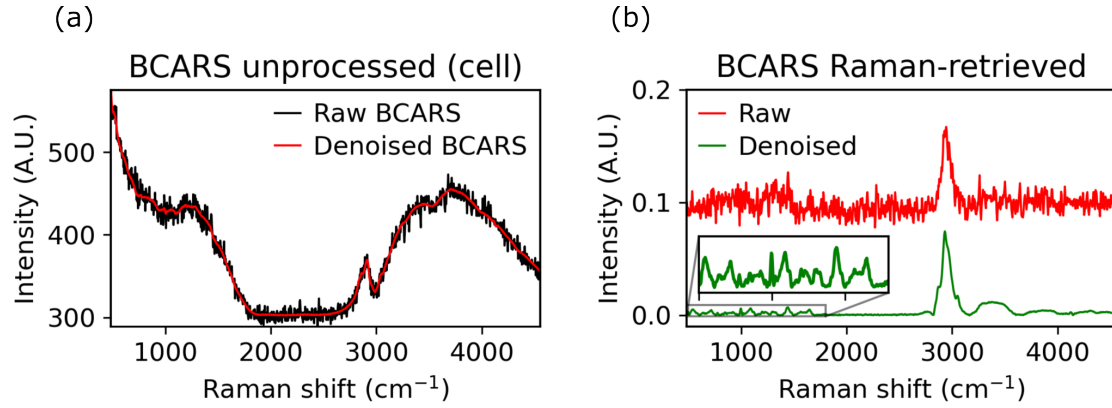 (a)
BCARS unprocessed (cell)
Raw BCARS
Denoised BCARS
Intensity (A.U.)
500
400
300
1000
2000
3000
4000
Raman shift (cm⁻¹)
(b)
BCARS Raman-retrieved
Raw
Denoised
Intensity (A.U.)
0.2
0.1
0.0
1000
2000
3000
4000
Raman shift (cm⁻¹)